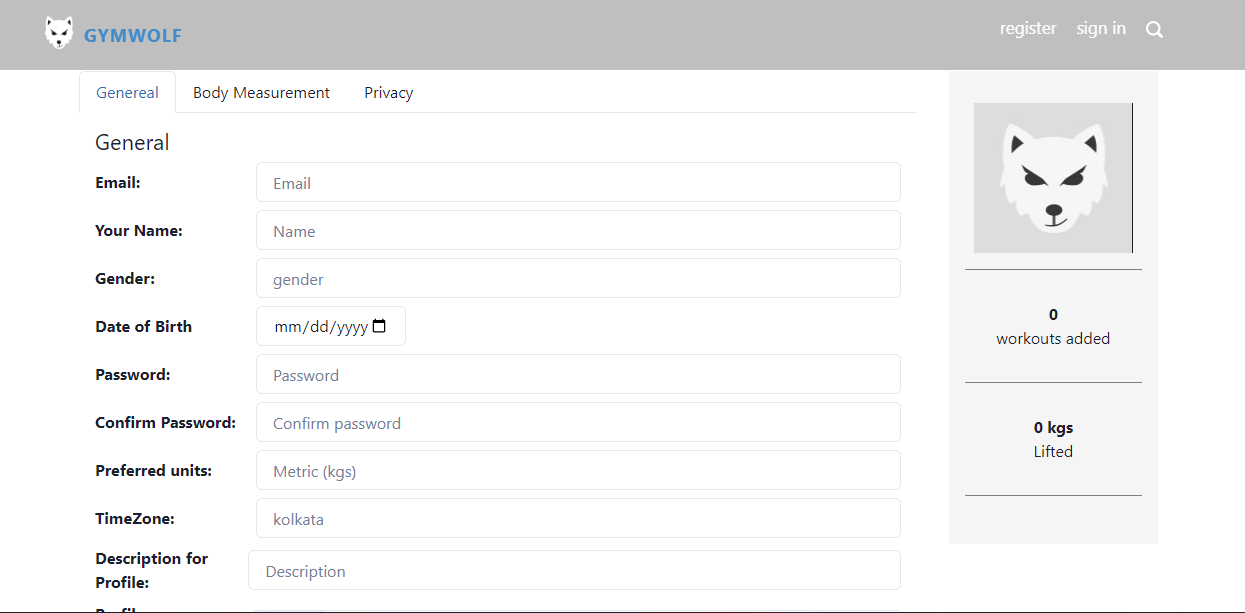 GYMWOLF
register sign in
Genereal Body Measurement Privacy
General
Email: Email
Your Name: Name
Gender: gender
Date of Birth mm/dd/yyyy
Password: Password
Confirm Password: Confirm password
Preferred units: Metric (kgs)
TimeZone: kolkata
Description for
Profile:
Description
0
workouts added
0 kgs
Lifted